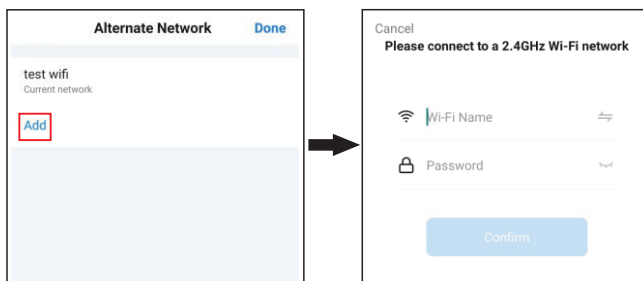 Alternate Network Done
test wifi
Current network
Add
Cancel
Please connect to a 2.4GHz Wi-Fi network
Wi-Fi Name
Password
Confirm